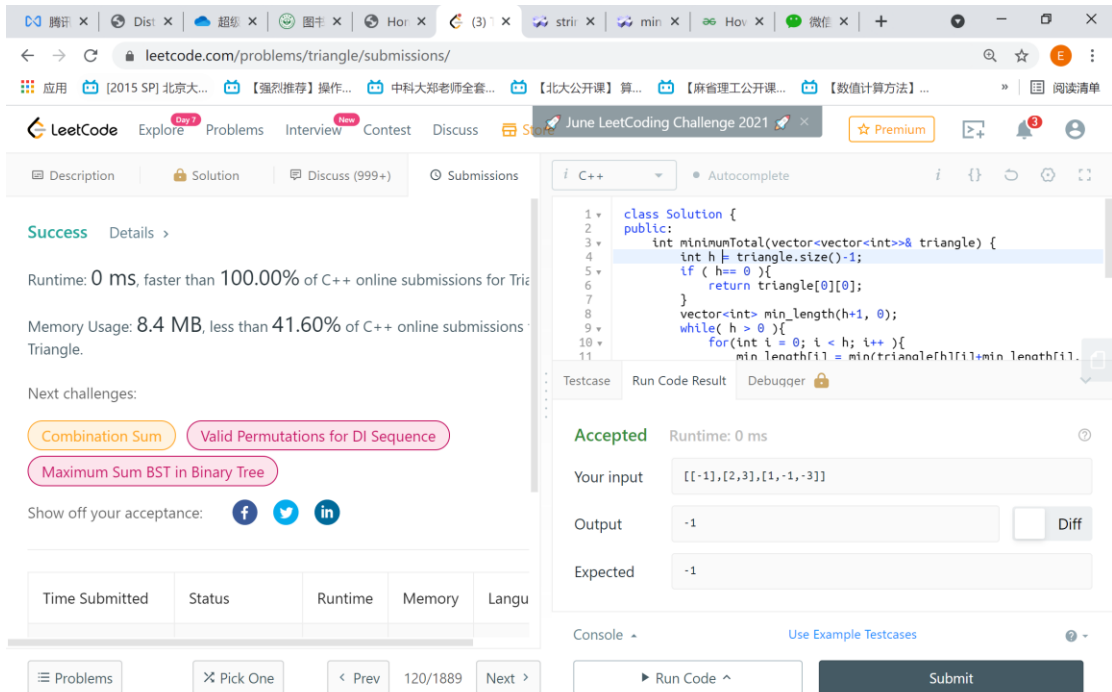 腾讯 Dist 超级 图书 Hor (3) strir min How 微信
leetcode.com/problems/triangle/submissions/ E
应用 [2015 SP] 北京大... 【强烈推荐】操作... 中科大郑老师全套... 【北大公开课】算... 【麻省理工公开课... 【数值计算方法】... » 阅读清单
LeetCode Explore Day 7 Problems Interview New Contest Discuss Store June LeetCoding Challenge 2021 × Premium 3
Description Solution Discuss (999+) Submissions
i C++ Autocomplete i {}
Success Details >
Runtime: 0 ms, faster than 100.00% of C++ online submissions for Tria
Memory Usage: 8.4 MB, less than 41.60% of C++ online submissions
Triangle.
Next challenges:
Combination Sum Valid Permutations for DI Sequence
Maximum Sum BST in Binary Tree
Show off your acceptance:
Time Submitted Status Runtime Memory Langu
Problems Pick One < Prev 120/1889 Next >
1 class Solution {
2 public:
3 int minimumTotal(vector<vector<int>>& triangle) {
4 int h = triangle.size()-1;
5 if ( h== 0 ){
6 return triangle[0][0];
7 }
8 vector<int> min_length(h+1, 0);
9 while( h > 0 ){
10 for(int i = 0; i < h; i++ ){
11 min_length[i] = min(triangle[h][i]+min_length[i],
Testcase Run Code Result Debugger
Accepted Runtime: 0 ms
Your input [[-1],[2,3],[1,-1,-3]]
Output -1 Diff
Expected -1
Console Use Example Testcases
Run Code Submit